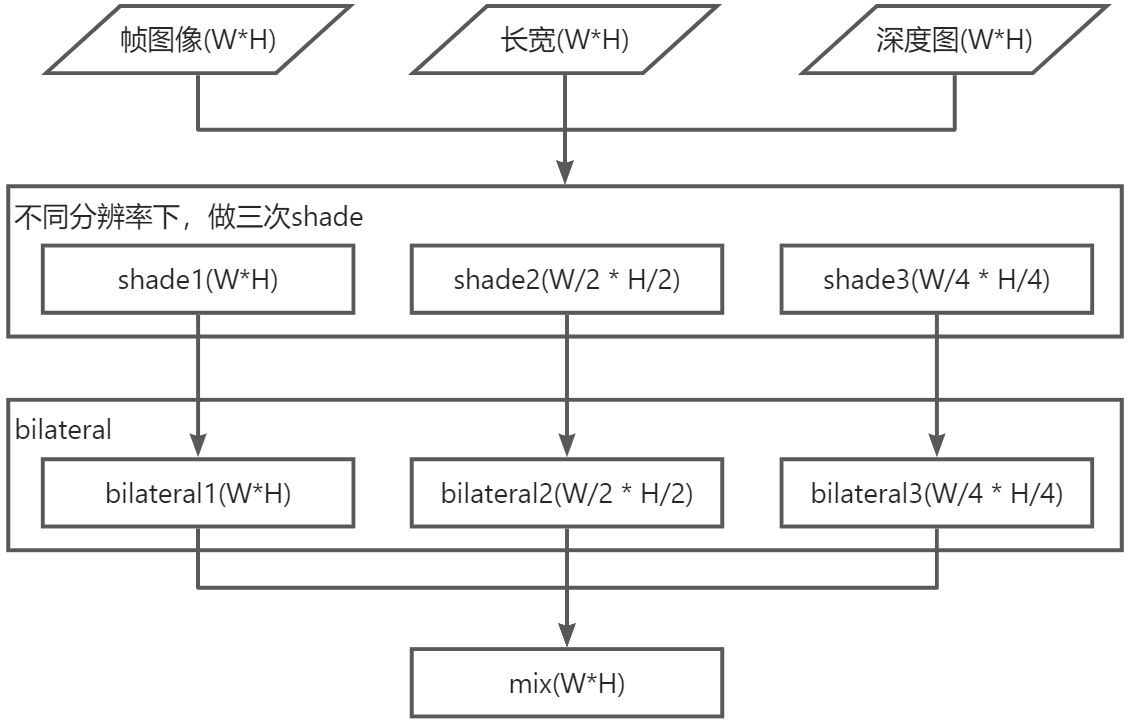 帧图像(W*H)
长宽(W*H)
深度图(W*H)
不同分辨率下，做三次shade
shade1(W*H)
shade2(W/2 * H/2)
shade3(W/4 * H/4)
bilateral
bilateral1(W*H)
bilateral2(W/2 * H/2)
bilateral3(W/4 * H/4)
mix(W*H)